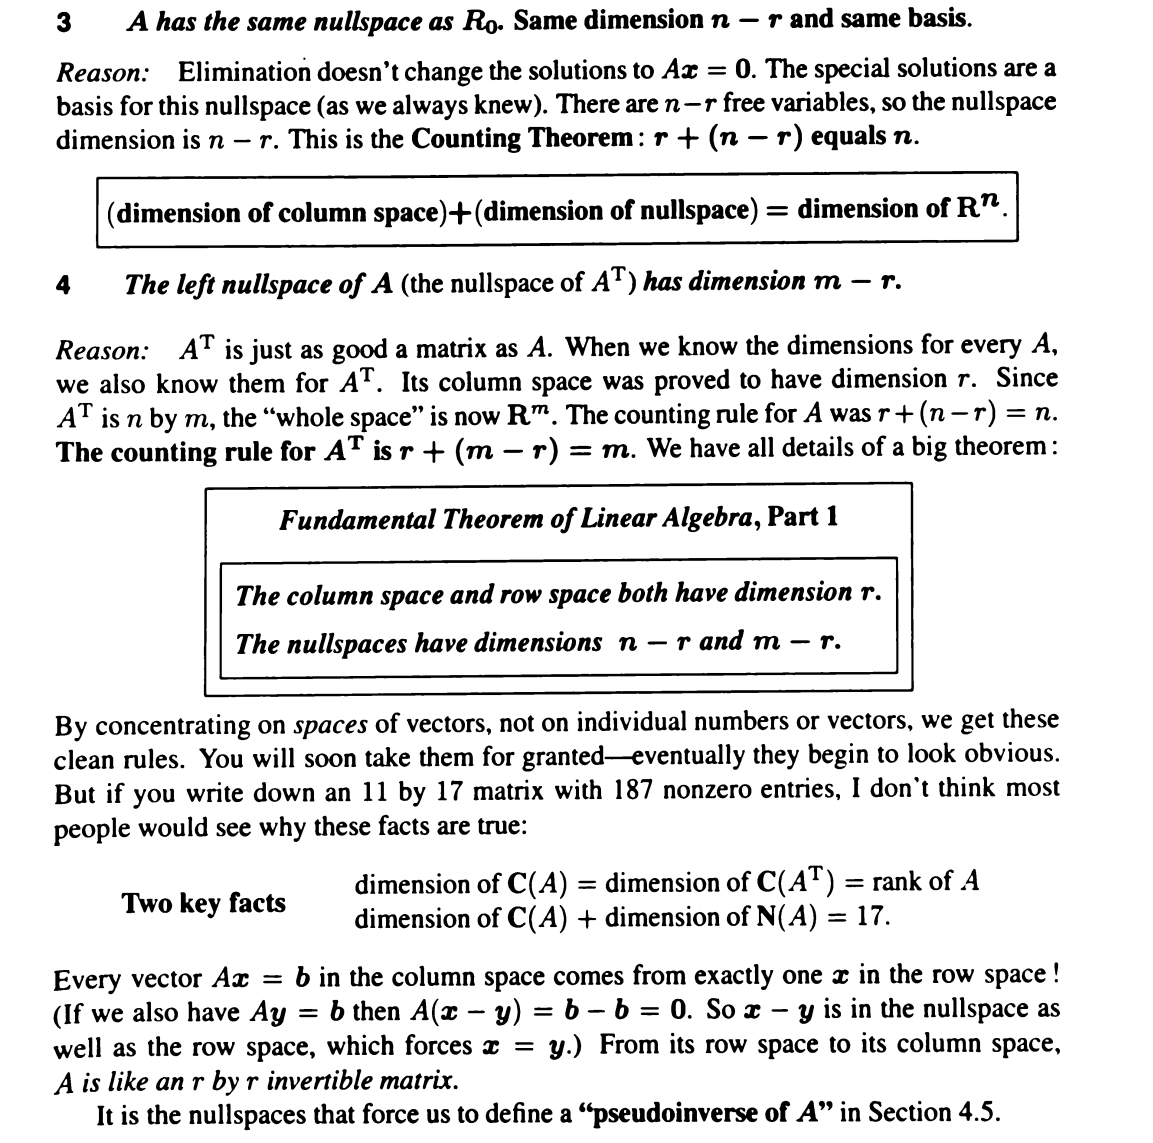 3 A has the same nullspace as R₀. Same dimension n − r and same basis.
Reason: Elimination doesn't change the solutions to Ax = 0. The special solutions are a
basis for this nullspace (as we always knew). There are n−r free variables, so the nullspace
dimension is n − r. This is the Counting Theorem : r + (n − r) equals n.
(dimension of column space)+(dimension of nullspace) = dimension of Rⁿ.
4 The left nullspace of A (the nullspace of Aᵀ) has dimension m − r.
Reason: Aᵀ is just as good a matrix as A. When we know the dimensions for every A,
we also know them for Aᵀ. Its column space was proved to have dimension r. Since
Aᵀ is n by m, the “whole space” is now Rᵐ. The counting rule for A was r+(n−r) = n.
The counting rule for Aᵀ is r + (m − r) = m. We have all details of a big theorem :
Fundamental Theorem of Linear Algebra, Part 1
The column space and row space both have dimension r.
The nullspaces have dimensions n − r and m − r.
By concentrating on spaces of vectors, not on individual numbers or vectors, we get these
clean rules. You will soon take them for granted—eventually they begin to look obvious.
But if you write down an 11 by 17 matrix with 187 nonzero entries, I don't think most
people would see why these facts are true:
Two key facts
dimension of C(A) = dimension of C(Aᵀ) = rank of A
dimension of C(A) + dimension of N(A) = 17.
Every vector Ax = b in the column space comes from exactly one x in the row space !
(If we also have Ay = b then A(x − y) = b − b = 0. So x − y is in the nullspace as
well as the row space, which forces x = y.) From its row space to its column space,
A is like an r by r invertible matrix.
It is the nullspaces that force us to define a “pseudoinverse of A” in Section 4.5.